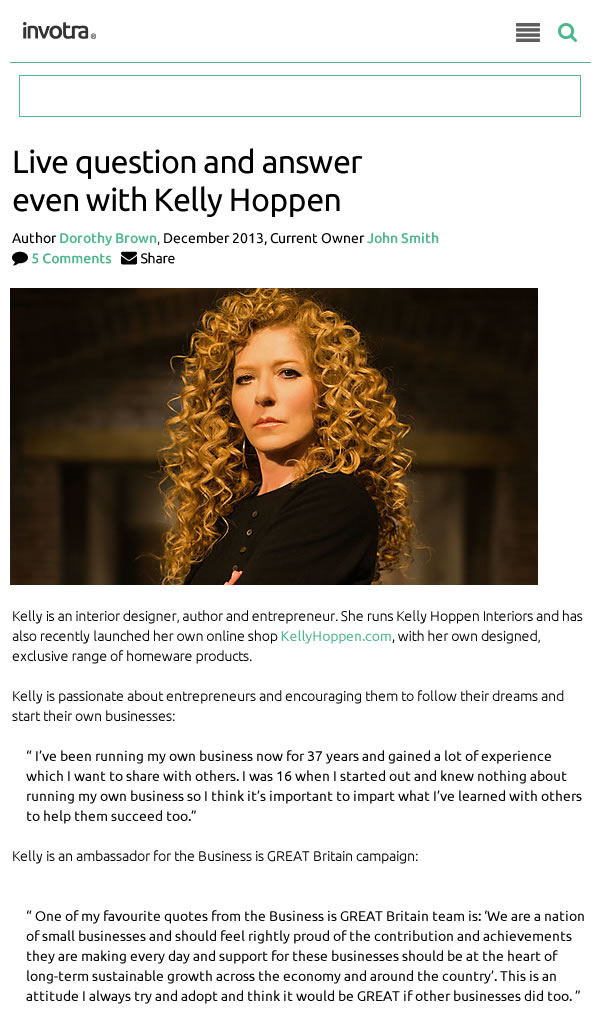 invotra®
Live question and answer
even with Kelly Hoppen
Author Dorothy Brown, December 2013, Current Owner John Smith
5 Comments Share
Kelly is an interior designer, author and entrepreneur. She runs Kelly Hoppen Interiors and has
also recently launched her own online shop KellyHoppen.com, with her own designed,
exclusive range of homeware products.
Kelly is passionate about entrepreneurs and encouraging them to follow their dreams and
start their own businesses:
“ I’ve been running my own business now for 37 years and gained a lot of experience
which I want to share with others. I was 16 when I started out and knew nothing about
running my own business so I think it’s important to impart what I’ve learned with others
to help them succeed too.”
Kelly is an ambassador for the Business is GREAT Britain campaign:
“ One of my favourite quotes from the Business is GREAT Britain team is: ‘We are a nation
of small businesses and should feel rightly proud of the contribution and achievements
they are making every day and support for these businesses should be at the heart of
long-term sustainable growth across the economy and around the country’. This is an
attitude I always try and adopt and think it would be GREAT if other businesses did too. ”